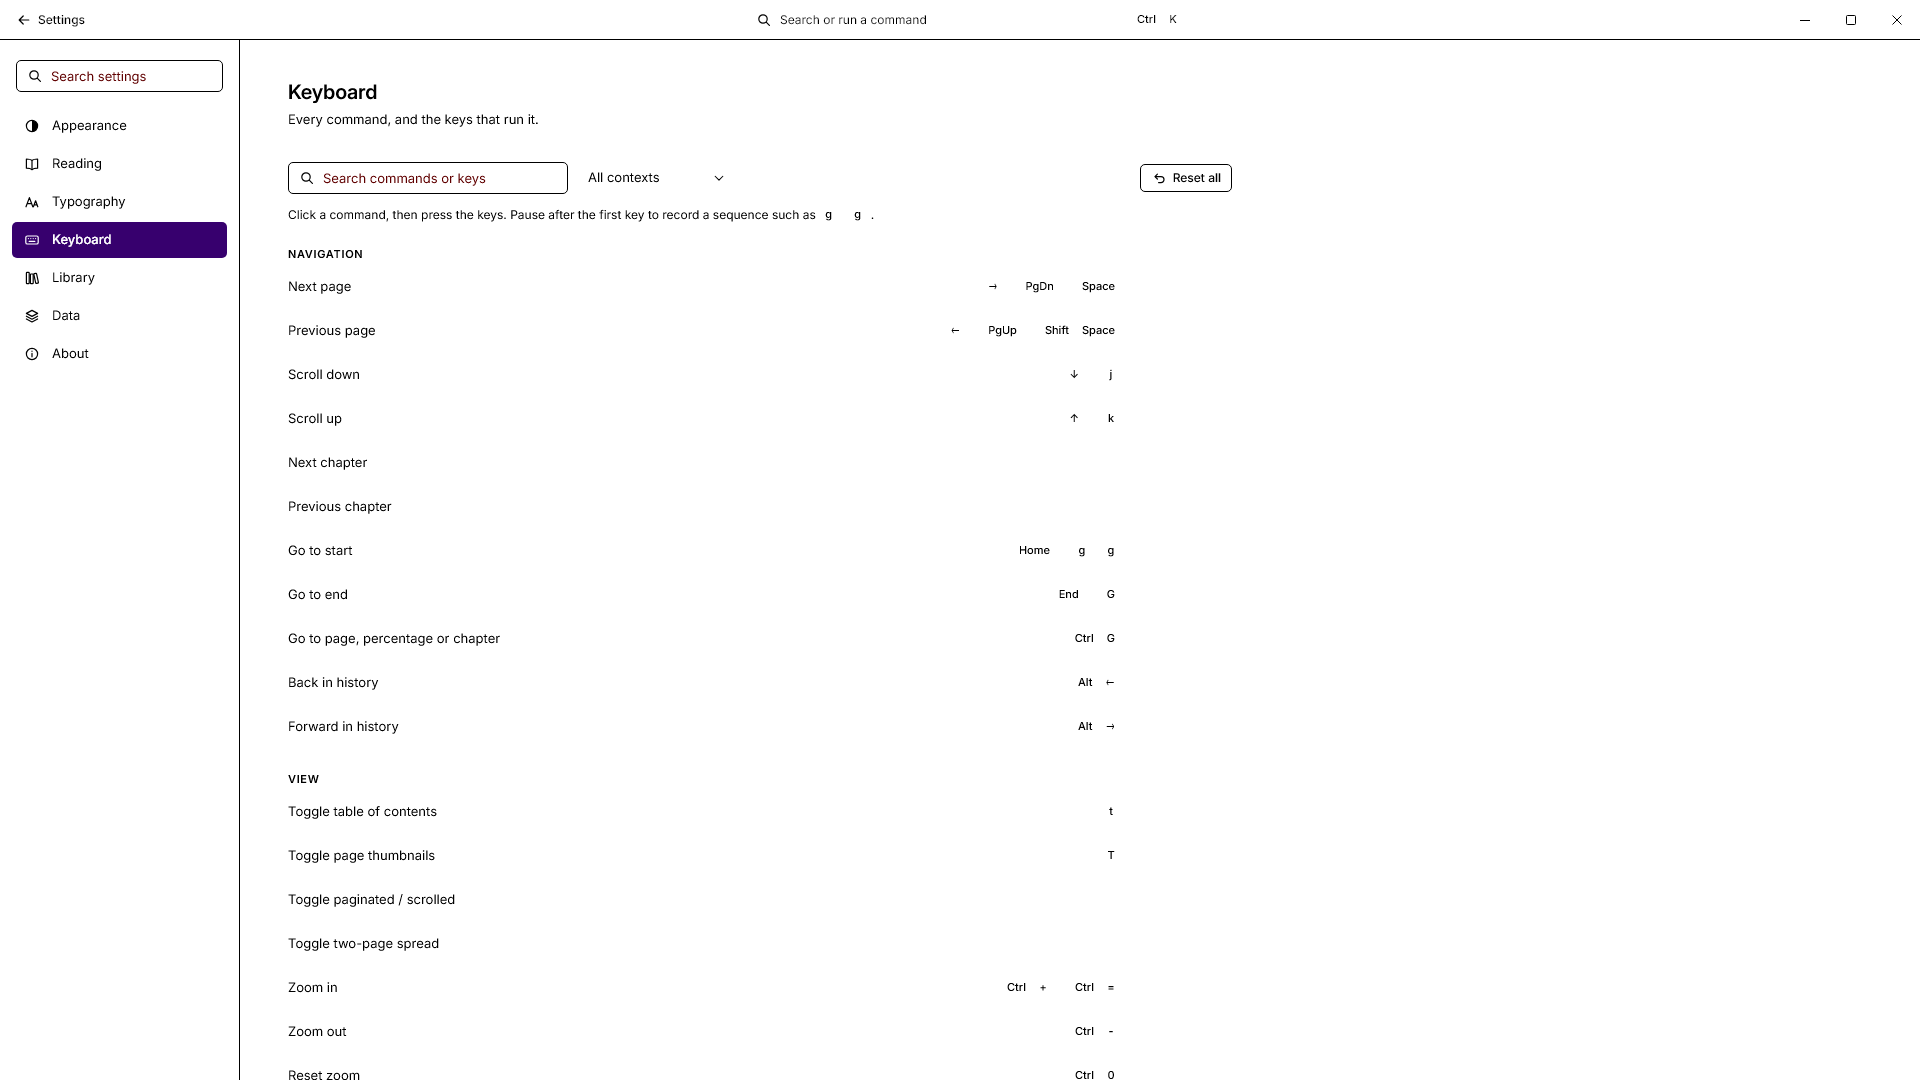 Settings
Search or run a command Ctrl K
Search settings
Appearance
Reading
Typography
Keyboard
Library
Data
About
Keyboard
Every command, and the keys that run it.
Search commands or keys All contexts Reset all
Click a command, then press the keys. Pause after the first key to record a sequence such as g g .
NAVIGATION
Next page → PgDn Space
Previous page ← PgUp Shift Space
Scroll down ↓ j
Scroll up ↑ k
Next chapter
Previous chapter
Go to start Home g g
Go to end End G
Go to page, percentage or chapter Ctrl G
Back in history Alt ←
Forward in history Alt →
VIEW
Toggle table of contents t
Toggle page thumbnails T
Toggle paginated / scrolled
Toggle two-page spread
Zoom in Ctrl + Ctrl =
Zoom out Ctrl -
Reset zoom Ctrl 0